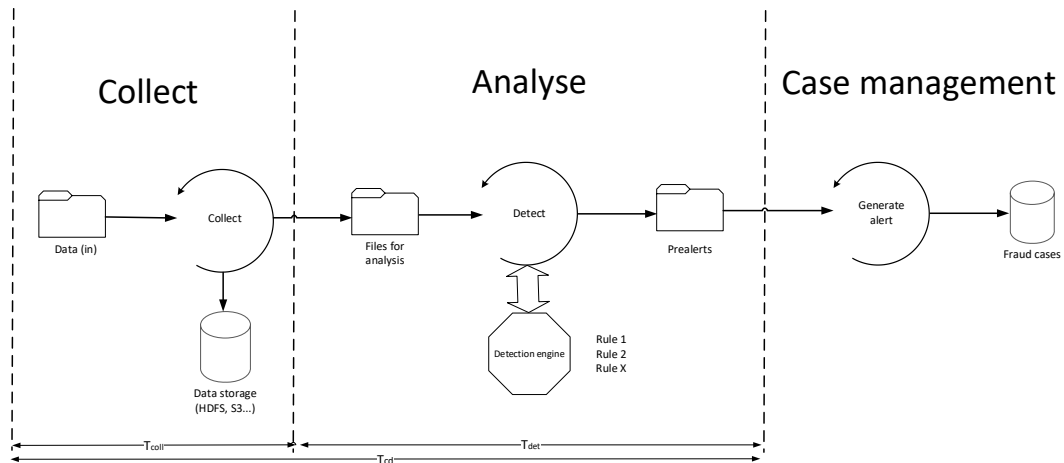 Collect
Analyse
Case management
Data (in)
Collect
Files for
analysis
Detect
Prealerts
Generate
alert
Fraud cases
Data storage
(HDFS, S3...)
Detection engine
Rule 1
Rule 2
Rule X
Tcoll
Tdet
Tcd